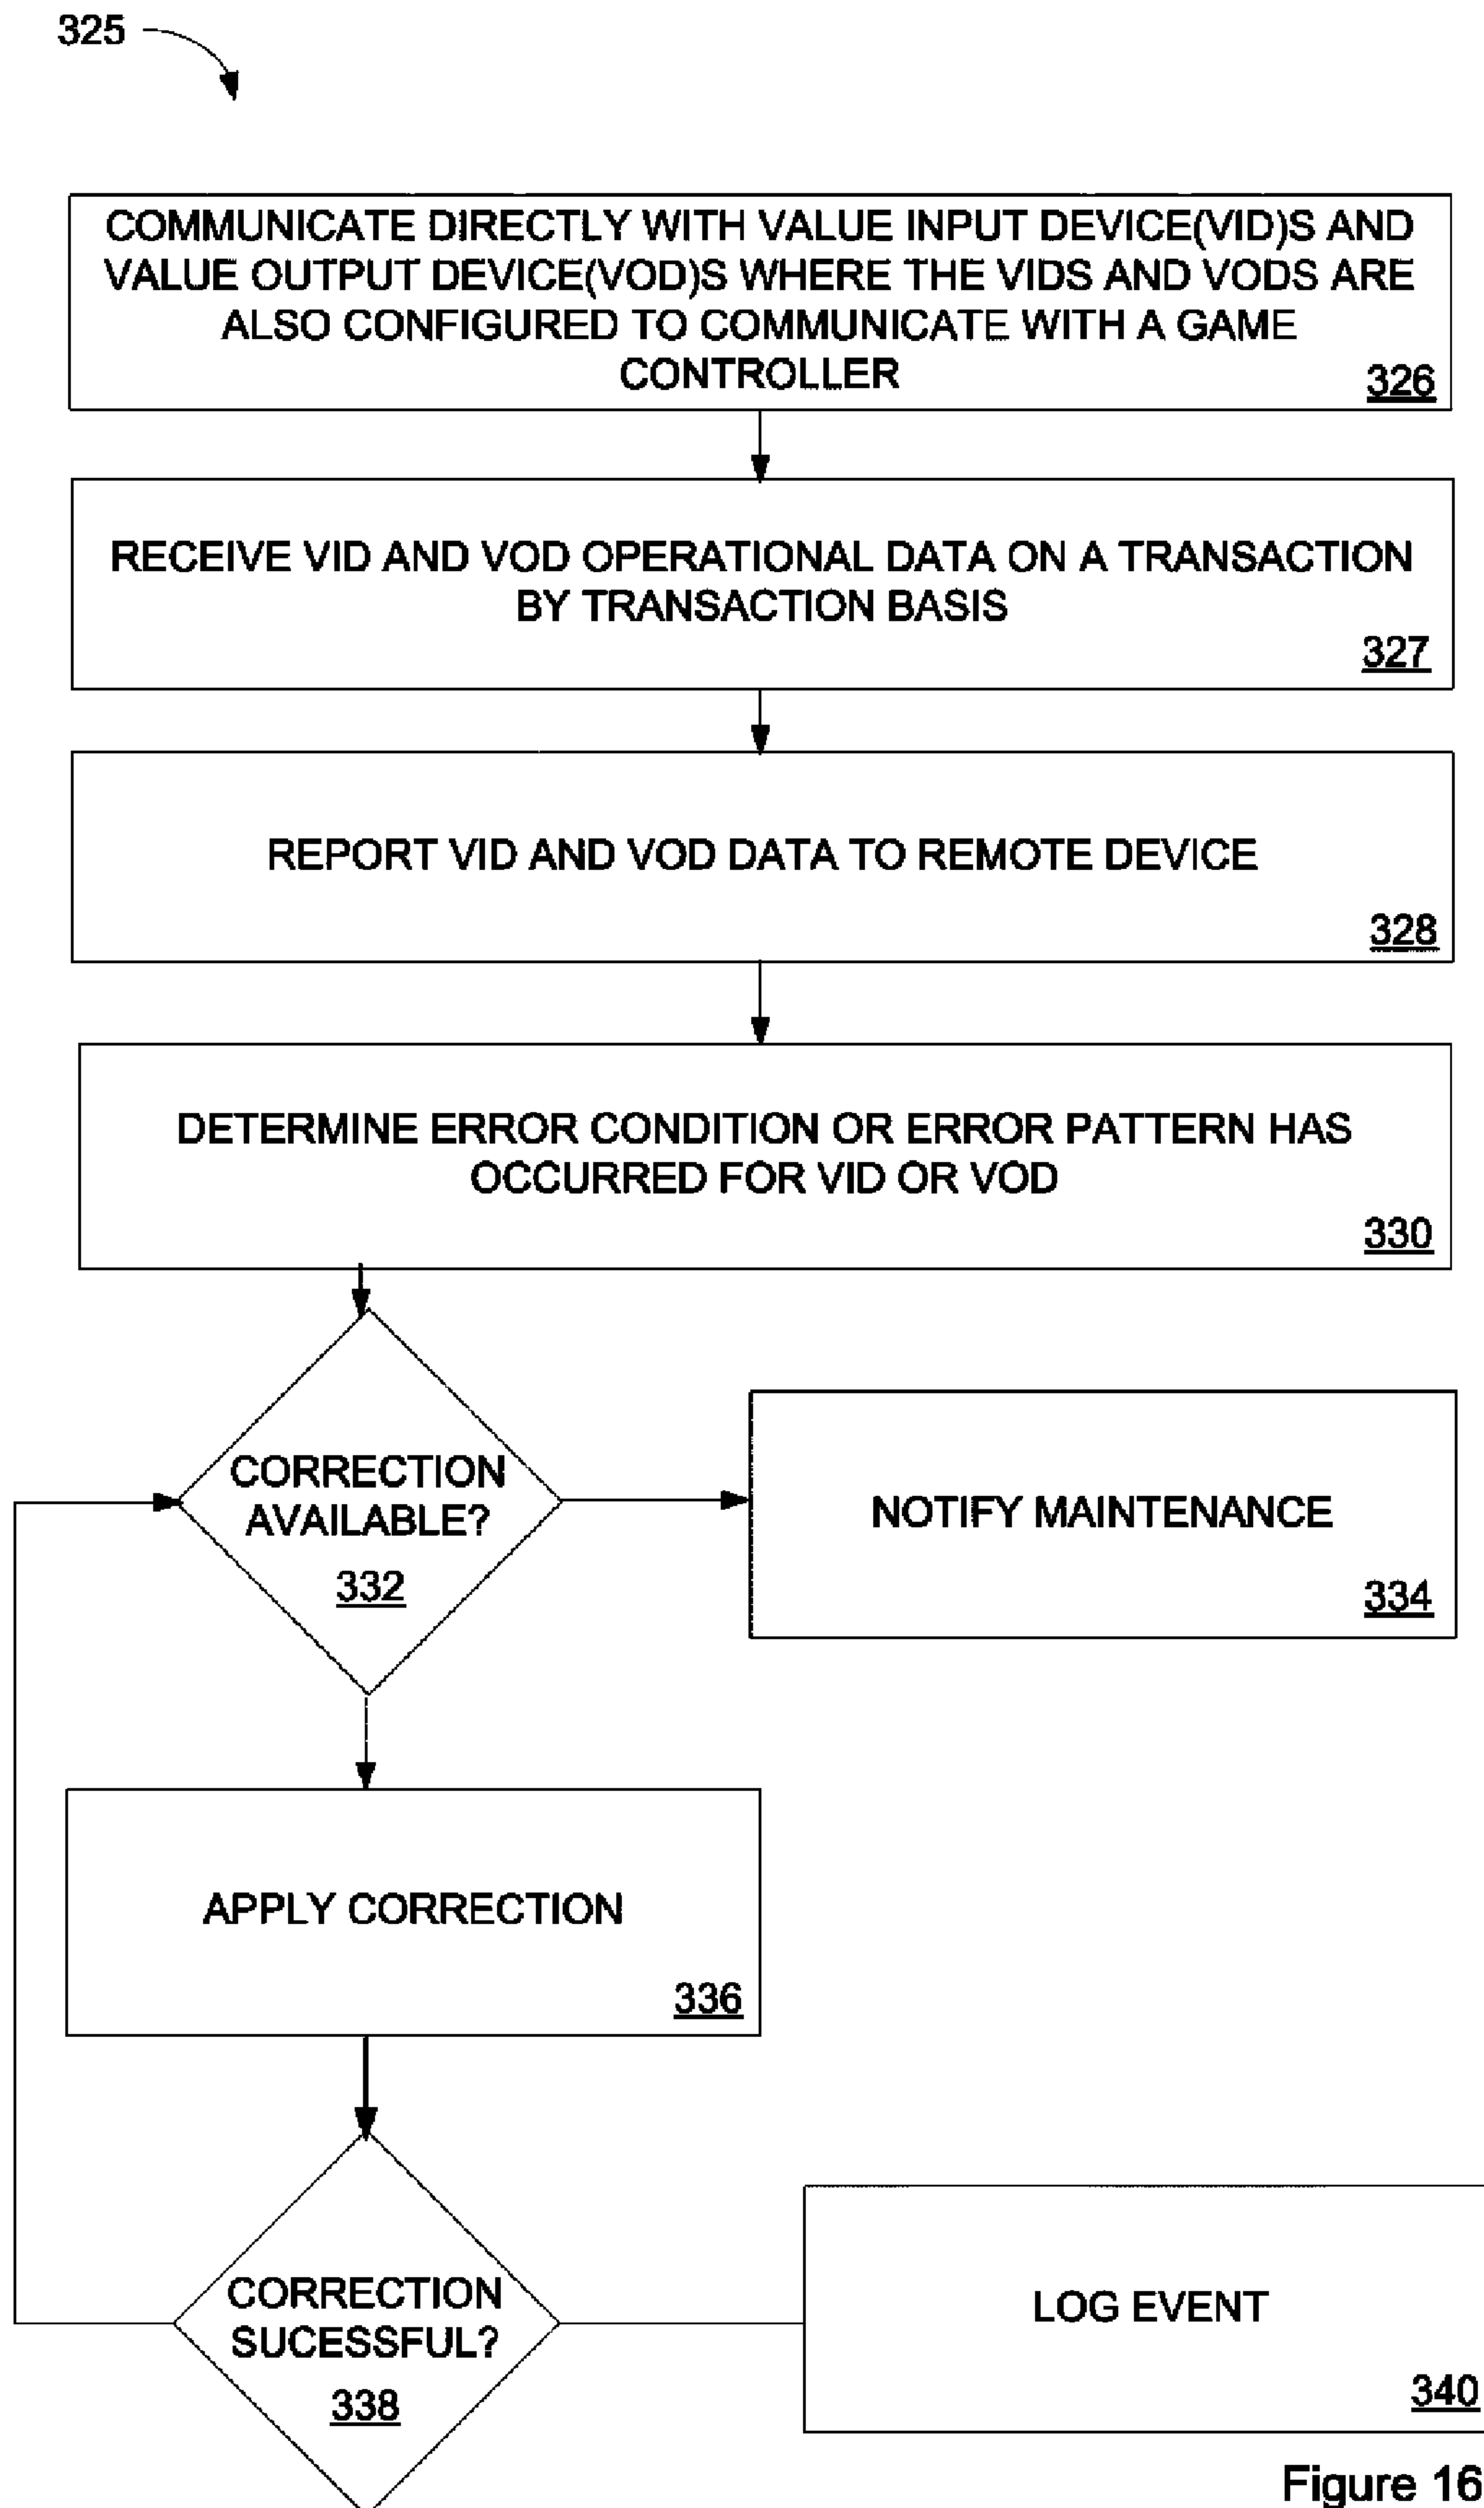 325
COMMUNICATE DIRECTLY WITH VALUE INPUT DEVICE(VID)S AND
VALUE OUTPUT DEVICE(VOD)S WHERE THE VIDS AND VODS ARE
ALSO CONFIGURED TO COMMUNICATE WITH A GAME
CONTROLLER
326
RECEIVE VID AND VOD OPERATIONAL DATA ON A TRANSACTION
BY TRANSACTION BASIS
327
REPORT VID AND VOD DATA TO REMOTE DEVICE
328
DETERMINE ERROR CONDITION OR ERROR PATTERN HAS
OCCURRED FOR VID OR VOD
330
CORRECTION
AVAILABLE?
332
NOTIFY MAINTENANCE
334
APPLY CORRECTION
336
CORRECTION
SUCESSFUL?
338
LOG EVENT
340
Figure 16